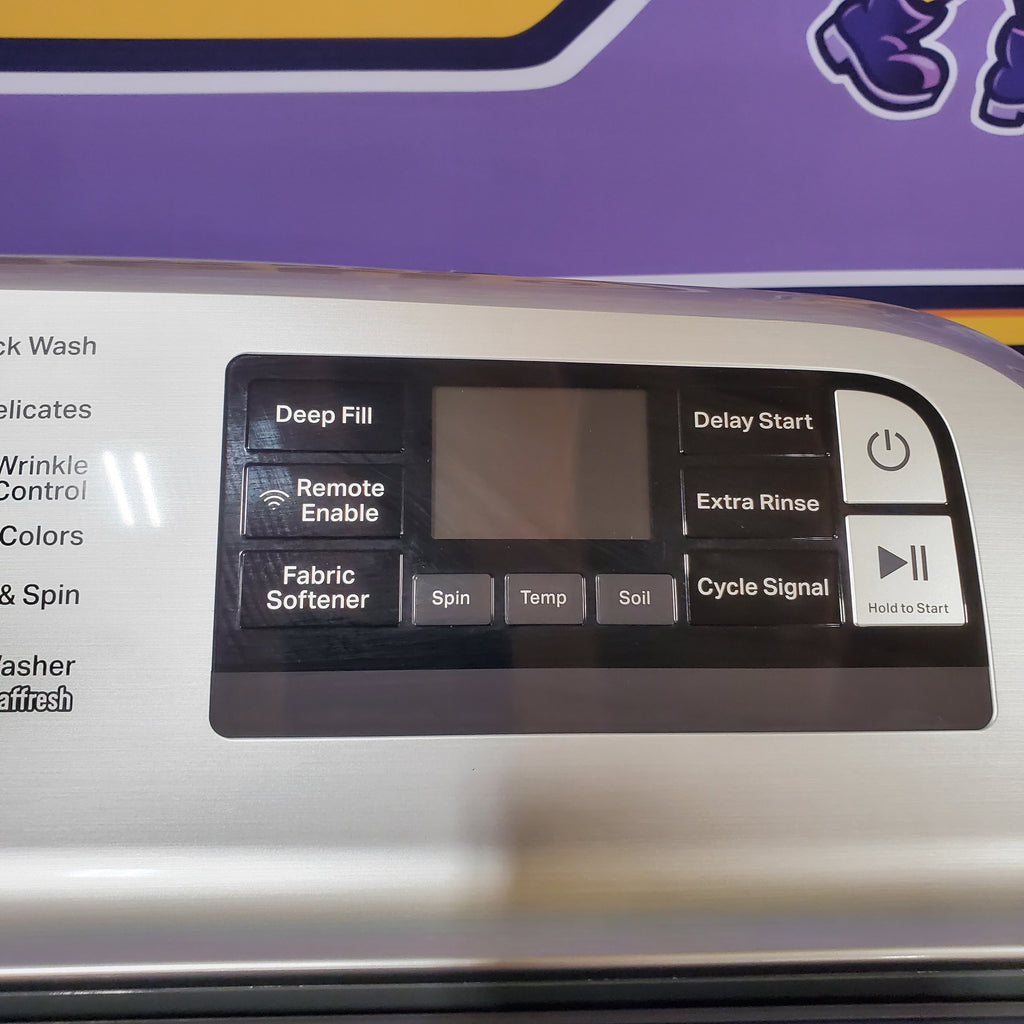 ck Wash
elicates
Wrinkle
Control
Colors
& Spin
asher
affresh
Deep Fill
Remote
Enable
Fabric
Softener
Spin
Temp
Soil
Delay Start
Extra Rinse
Cycle Signal
Hold to Start